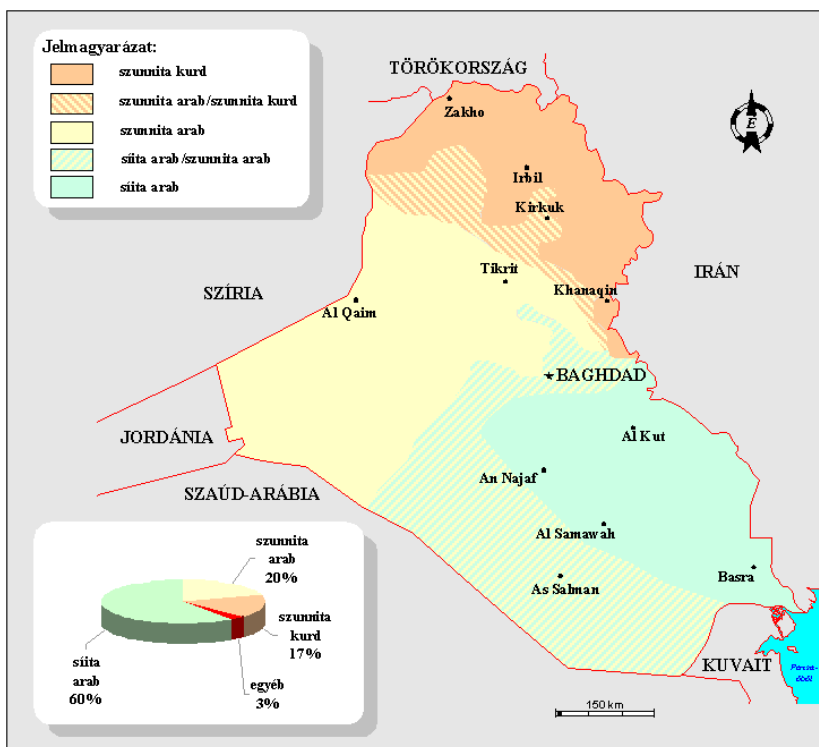 Jelmagyarázat:
szunnita kurd
szunnita arab/szunnita kurd
szunnita arab
síita arab/szunnita arab
síita arab
TÖRÖKORSZÁG
Zakho
E
Irbil
Kirkuk
IRÁN
Tikrit
SZÍRIA
Khanaqin
Al Qaim
BAGHDAD
JORDÁNIA
Al Kut
An Najaf
SZAÚD-ARÁBIA
Al Samawah
Basra
As Salman
szunnita
arab
20%
szunnita
kurd
17%
síita
arab
60%
egyéb
3%
KUVAIT
Perzsa-
öböl
150 km